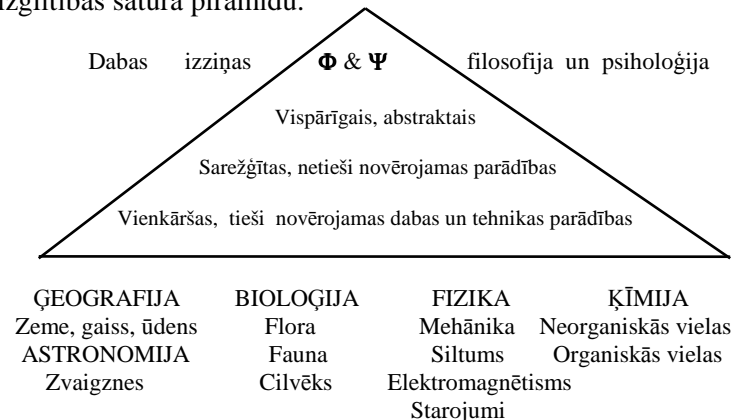 izglītības satura piramīdu.
Dabas izziņas Φ & Ψ filosofija un psiholoģija
Vispārīgais, abstraktais
Sarežģītas, netieši novērojamas parādības
Vienkāršas, tieši novērojamas dabas un tehnikas parādības
ĢEOGRAFIJA BIOLOĢIJA FIZIKA ĶĪMIJA
Zeme, gaiss, ūdens Flora Mehānika Neorganiskās vielas
ASTRONOMIJA Fauna Siltums Organiskās vielas
Zvaigznes Cilvēks Elektromagnētisms
Starojumi